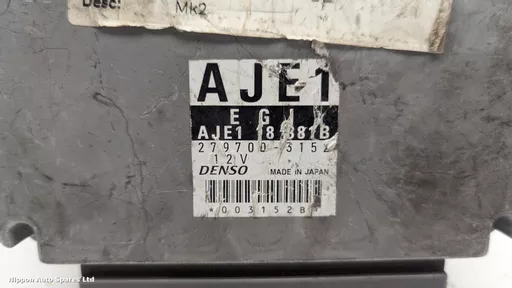 Desc:
Mk2
AJE1
EGI
AJE1 18 881B
279700-3152
12V
DENSO MADE IN JAPAN
*003152B*
Nippon Auto Spares Ltd